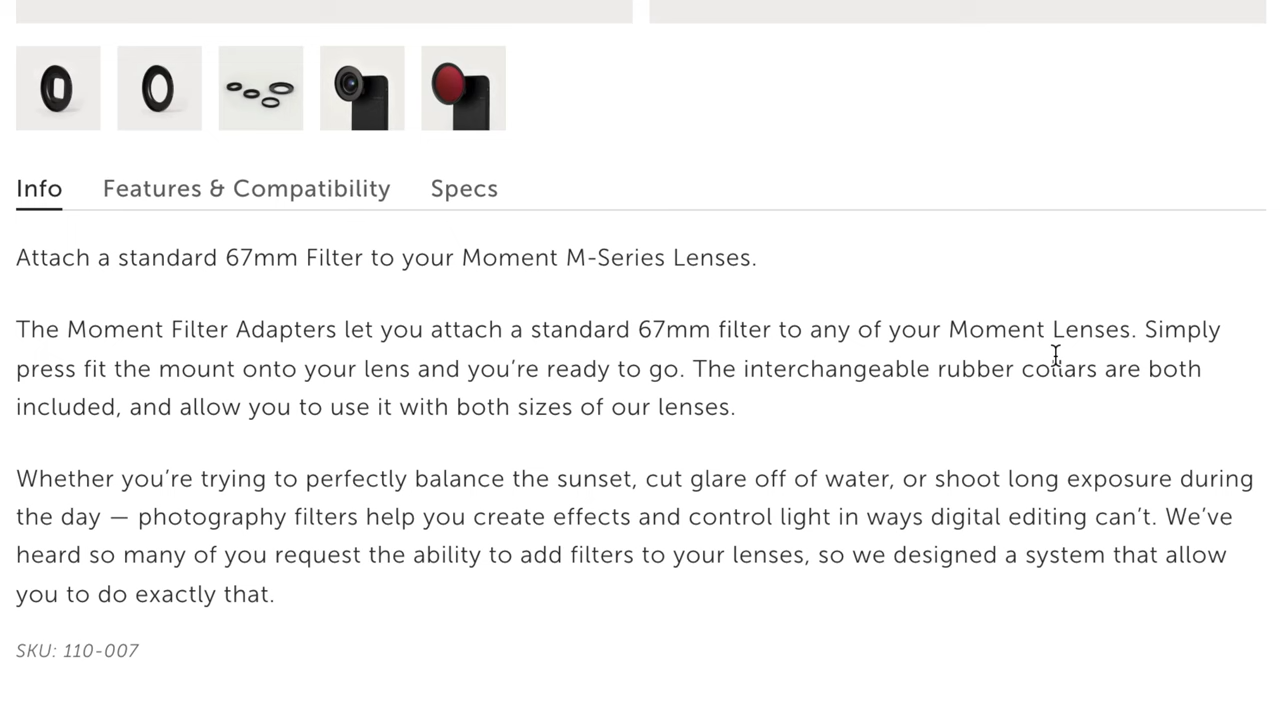 Info Features & Compatibility Specs
Attach a standard 67mm Filter to your Moment M-Series Lenses.
The Moment Filter Adapters let you attach a standard 67mm filter to any of your Moment Lenses. Simply
press fit the mount onto your lens and you’re ready to go. The interchangeable rubber collars are both
included, and allow you to use it with both sizes of our lenses.
Whether you’re trying to perfectly balance the sunset, cut glare off of water, or shoot long exposure during
the day — photography filters help you create effects and control light in ways digital editing can’t. We’ve
heard so many of you request the ability to add filters to your lenses, so we designed a system that allow
you to do exactly that.
SKU: 110-007